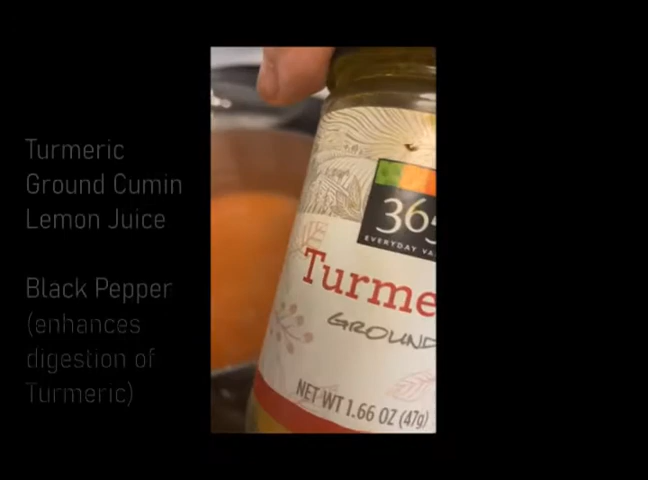 Turmeric
Ground Cumin
Lemon Juice
Black Pepper
(enhances
digestion of
Turmeric)
365
EVERYDAY VA
Turme
GROUND
NET WT 1.66 OZ (47g)